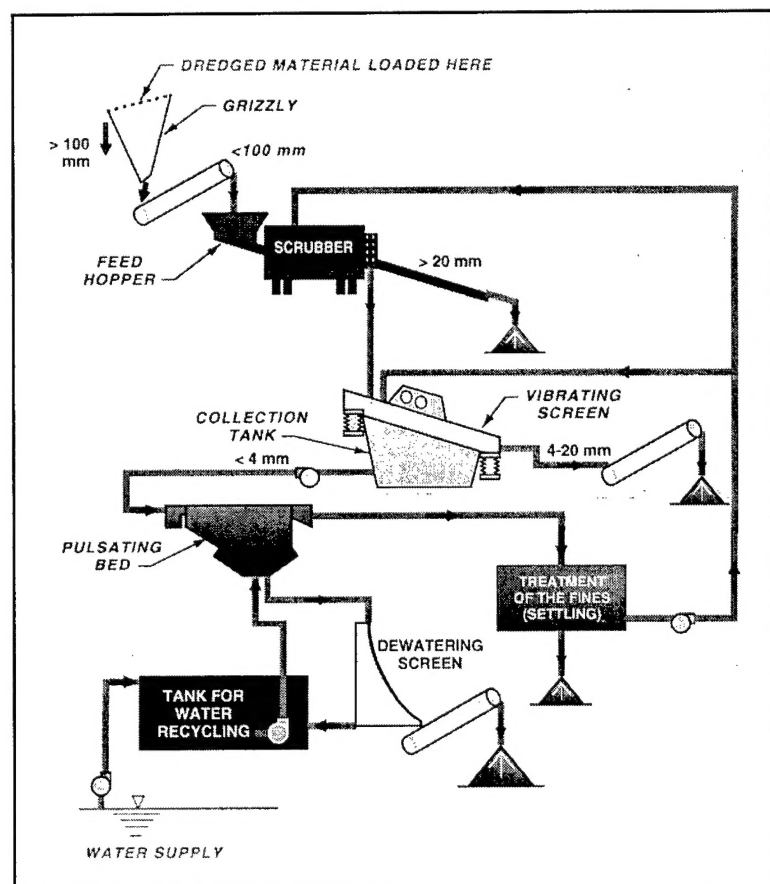 DREDGED MATERIAL LOADED HERE
GRIZZLY
> 100
mm
<100 mm
FEED
HOPPER
SCRUBBER
> 20 mm
VIBRATING
SCREEN
COLLECTION
TANK
< 4 mm
4-20 mm
PULSATING
BED
TREATMENT
OF THE FINES
(SETTLING)
DEWATERING
SCREEN
TANK FOR
WATER
RECYCLING
WATER SUPPLY